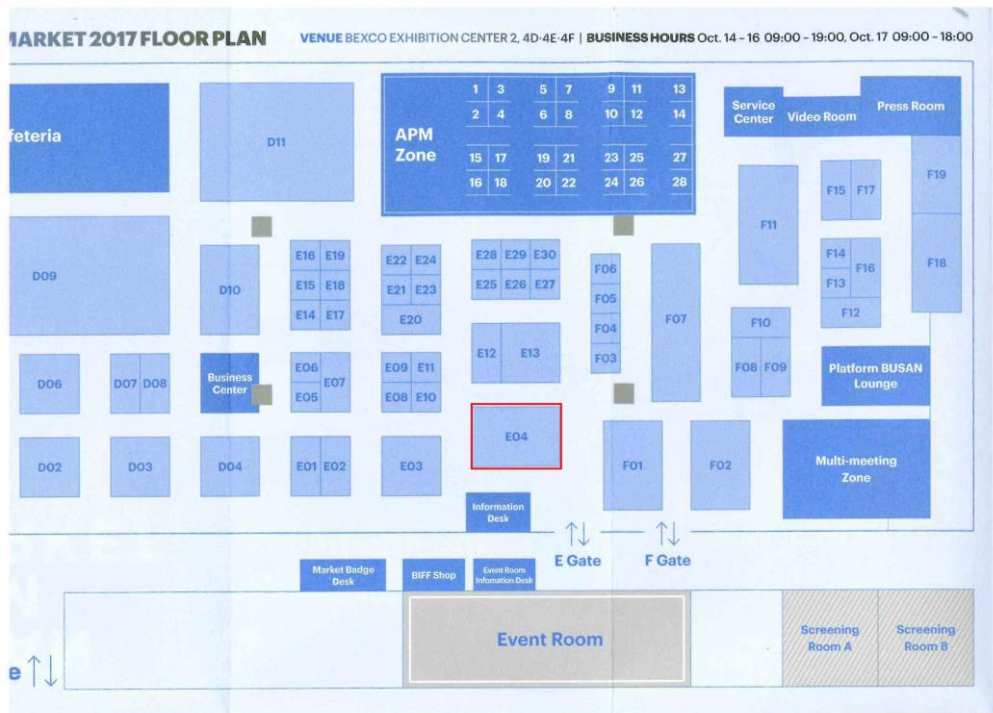 MARKET 2017 FLOOR PLAN
VENUE BEXCO EXHIBITION CENTER 2, 4D·4E·4F | BUSINESS HOURS Oct. 14 - 16 09:00 - 19:00, Oct. 17 09:00 - 18:00
feteria
D11
APM
Zone
1 3 5 7 9 11 13
2 4 6 8 10 12 14
15 17 19 21 23 25 27
16 18 20 22 24 26 28
Service
Center
Video Room
Press Room
F19
F15 F17
F11
F18
F14
F16
F13
F12
D09
D10
E16 E19
E15 E18
E14 E17
E22 E24
E21 E23
E20
E28 E29 E30
E25 E26 E27
F06
F05
F04
F03
F07
F10
F08 F09
D06
D07 D08
Business
Center
E06
E07
E05
E09 E11
E08 E10
E12 E13
Platform BUSAN
Lounge
D02
D03
D04
E01 E02
E03
E04
F01
F02
Multi-meeting
Zone
Information
Desk
E Gate
F Gate
Market Badge
Desk
BIFF Shop
Event Room
Infomation Desk
Event Room
Screening
Room A
Screening
Room B
e